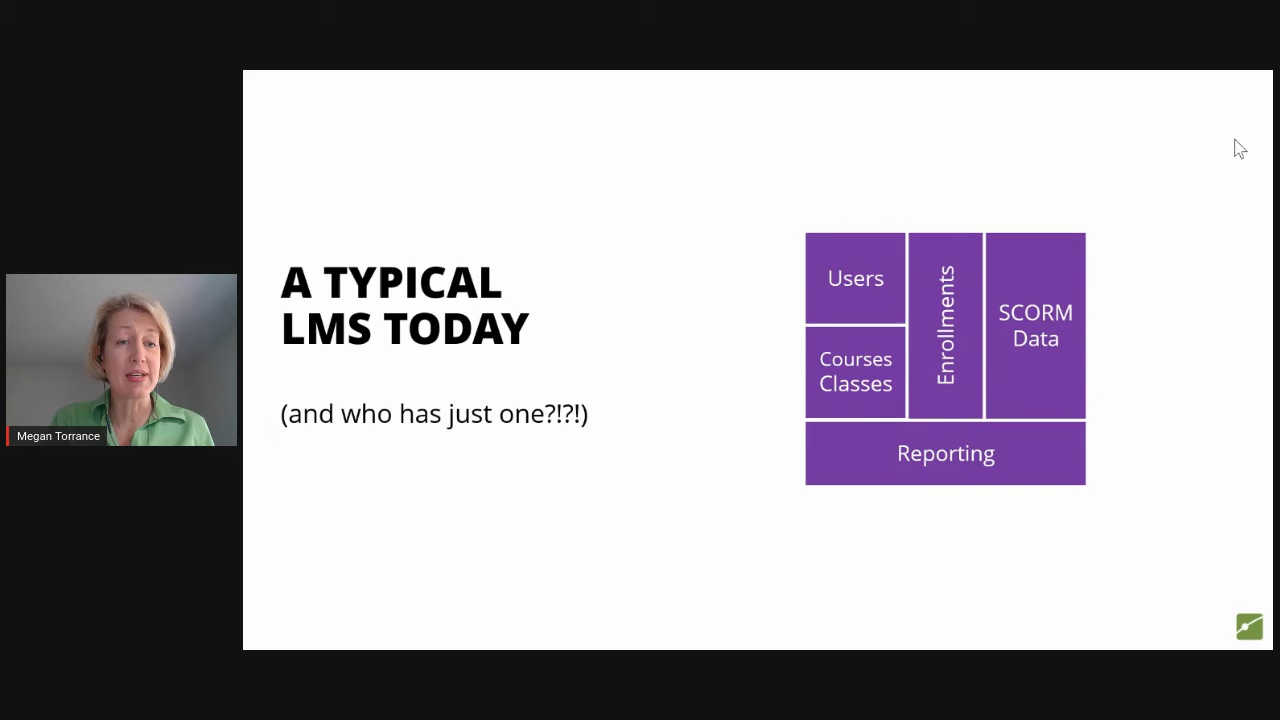 A TYPICAL
LMS TODAY
(and who has just one?!?!)
Users
Courses
Classes
Enrollments
SCORM
Data
Reporting
Megan Torrance